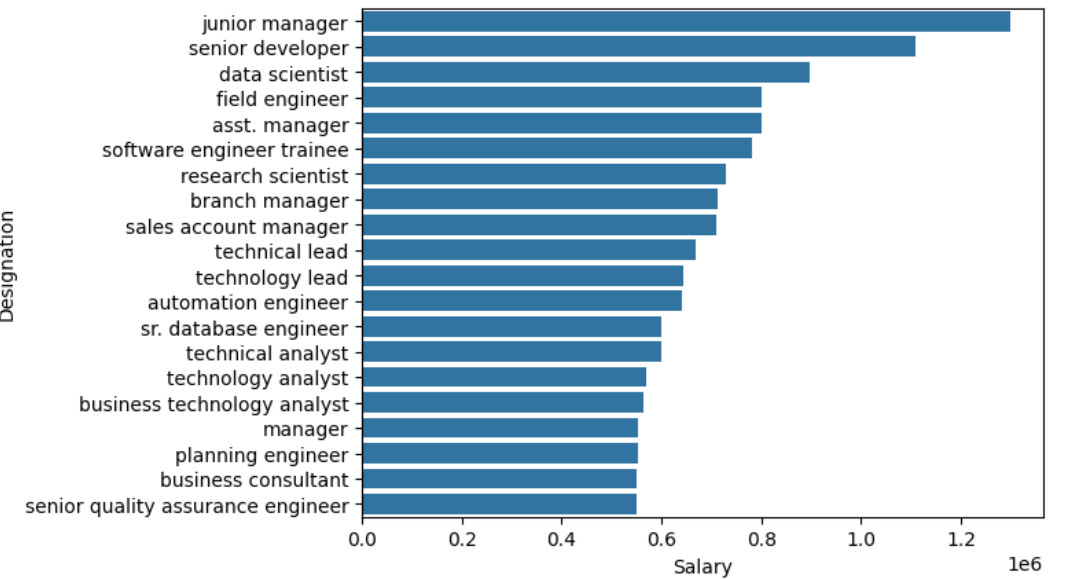 junior manager
senior developer
data scientist
field engineer
asst. manager
software engineer trainee
research scientist
branch manager
sales account manager
technical lead
technology lead
automation engineer
sr. database engineer
technical analyst
technology analyst
business technology analyst
manager
planning engineer
business consultant
senior quality assurance engineer
Designation
0.0 0.2 0.4 0.6 0.8 1.0 1.2
1e6
Salary